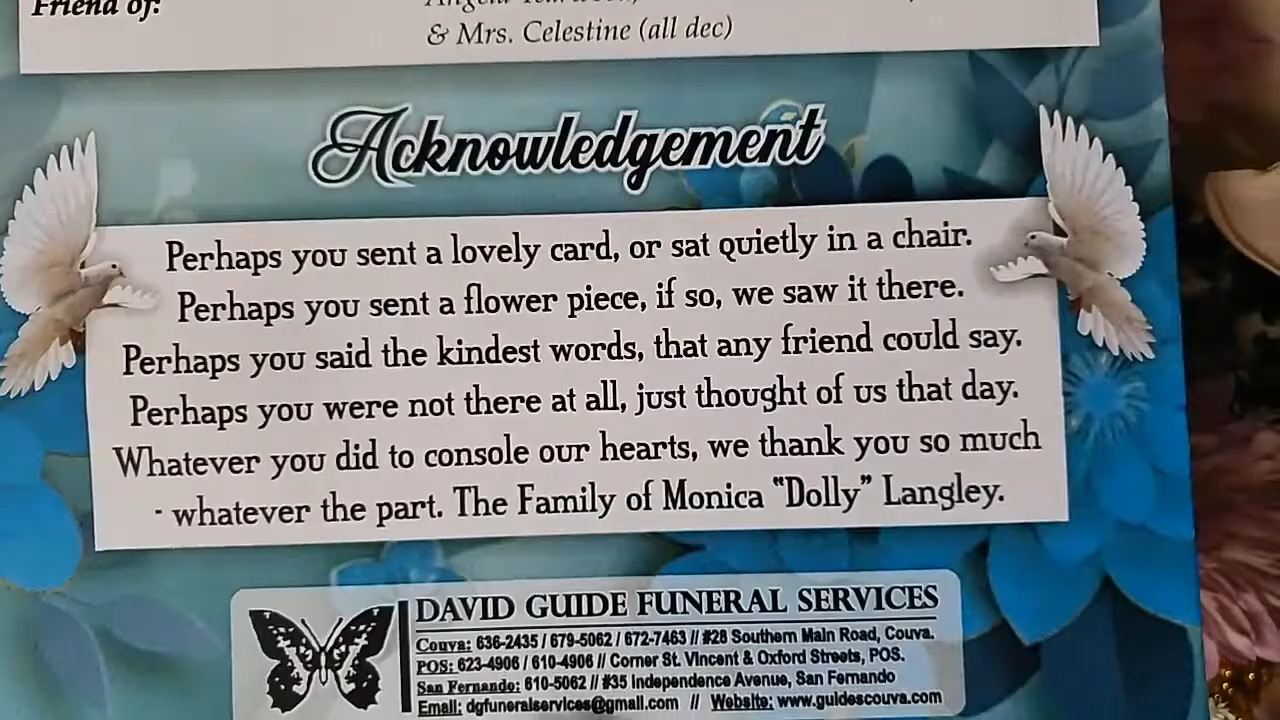 Friend of:
& Mrs. Celestine (all dec)
Acknowledgement
Perhaps you sent a lovely card, or sat quietly in a chair.
Perhaps you sent a flower piece, if so, we saw it there.
Perhaps you said the kindest words, that any friend could say.
Perhaps you were not there at all, just thought of us that day.
Whatever you did to console our hearts, we thank you so much
- whatever the part. The Family of Monica “Dolly” Langley.
DAVID GUIDE FUNERAL SERVICES
Couva: 636-2435 / 679-5062 / 672-7463 // #28 Southern Main Road, Couva.
POS: 623-4906 / 610-4906 // Corner St. Vincent & Oxford Streets, POS.
San Fernando: 610-5062 // #35 Independence Avenue, San Fernando
Email: dgfuneralservices@gmail.com // Website: www.guidescouva.com